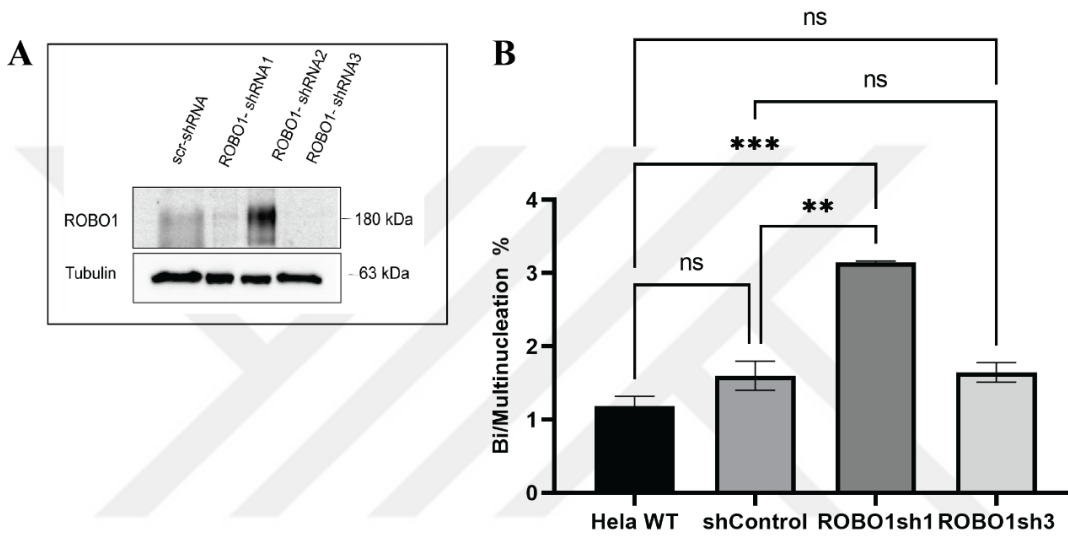 A
scr-shRNA
ROBO1- shRNA1
ROBO1- shRNA2
ROBO1- shRNA3
ROBO1
180 kDa
Tubulin
63 kDa
B
ns
ns
***
**
ns
Bi/Multinucleation %
4
3
2
1
0
Hela WT shControl ROBO1sh1 ROBO1sh3